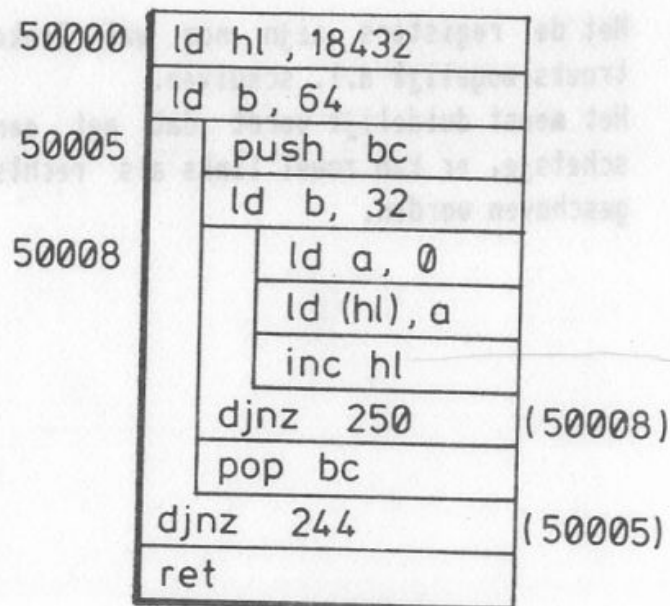 50000 ld hl, 18432
ld b, 64
50005 push bc
ld b, 32
50008 ld a, 0
ld (hl), a
inc hl
djnz 250 (50008)
pop bc
djnz 244 (50005)
ret